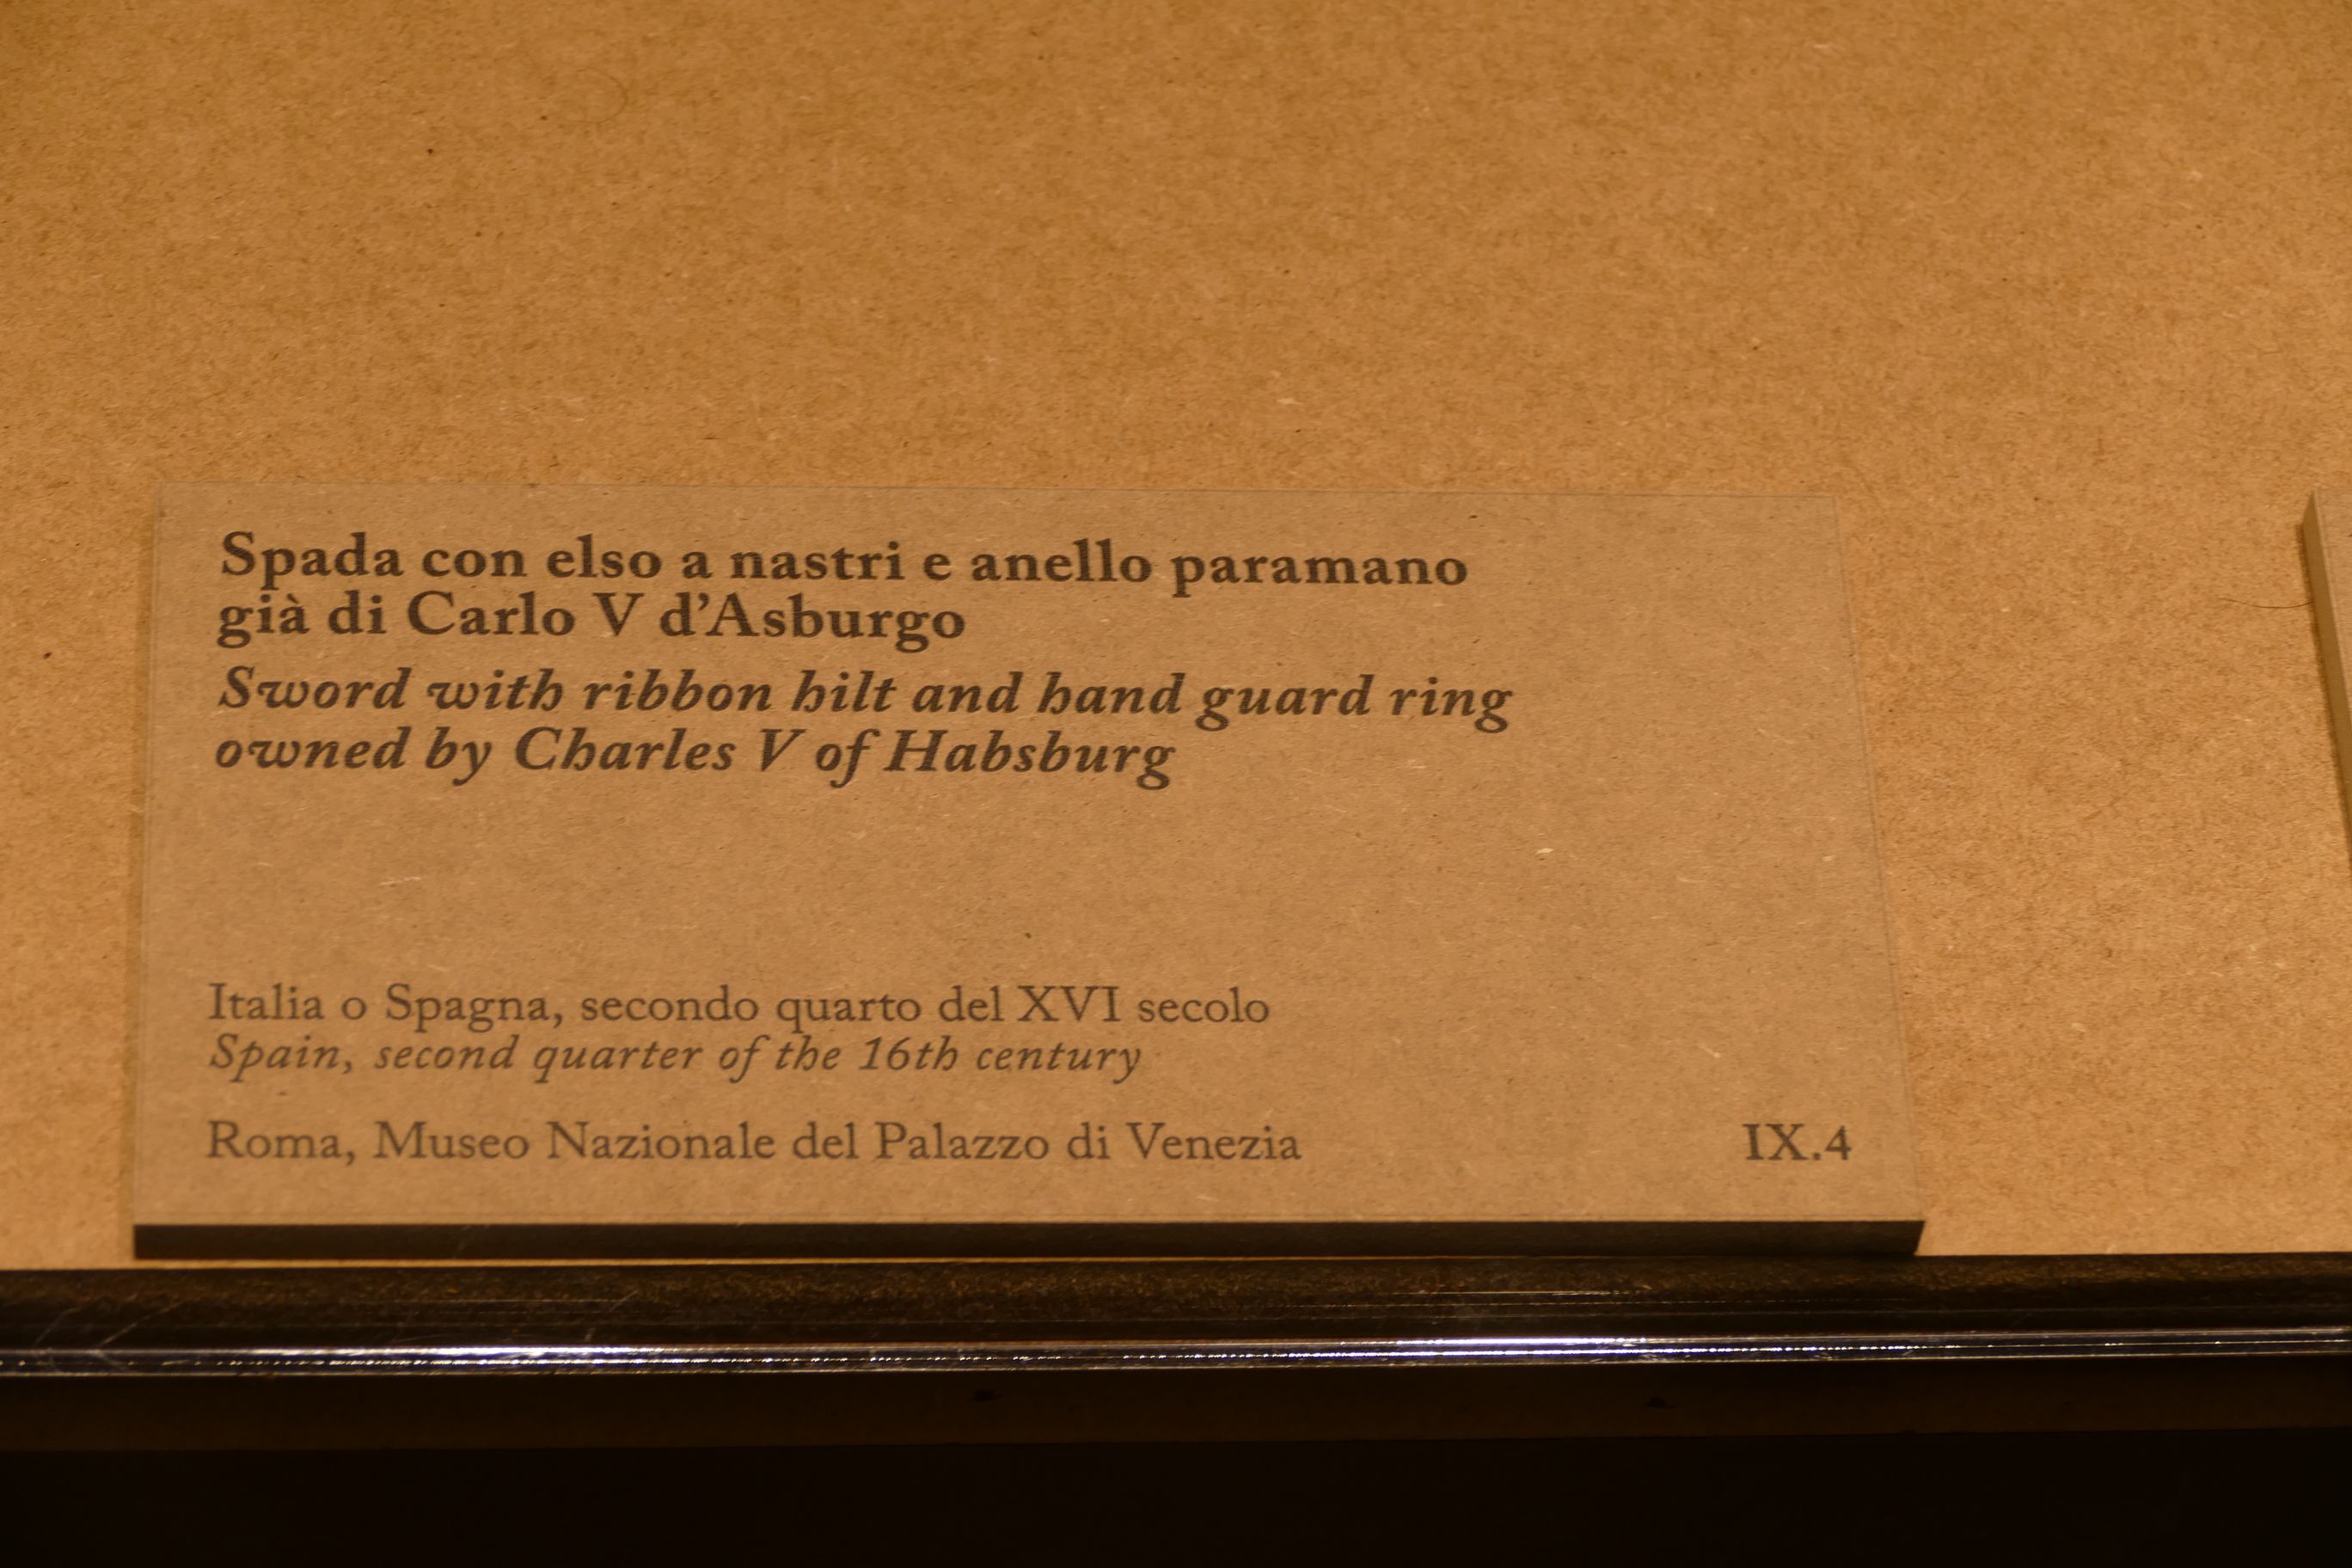 Spada con elso a nastri e anello paramano
già di Carlo V d’Asburgo
Sword with ribbon hilt and hand guard ring
owned by Charles V of Habsburg
Italia o Spagna, secondo quarto del XVI secolo
Spain, second quarter of the 16th century
Roma, Museo Nazionale del Palazzo di Venezia
IX.4